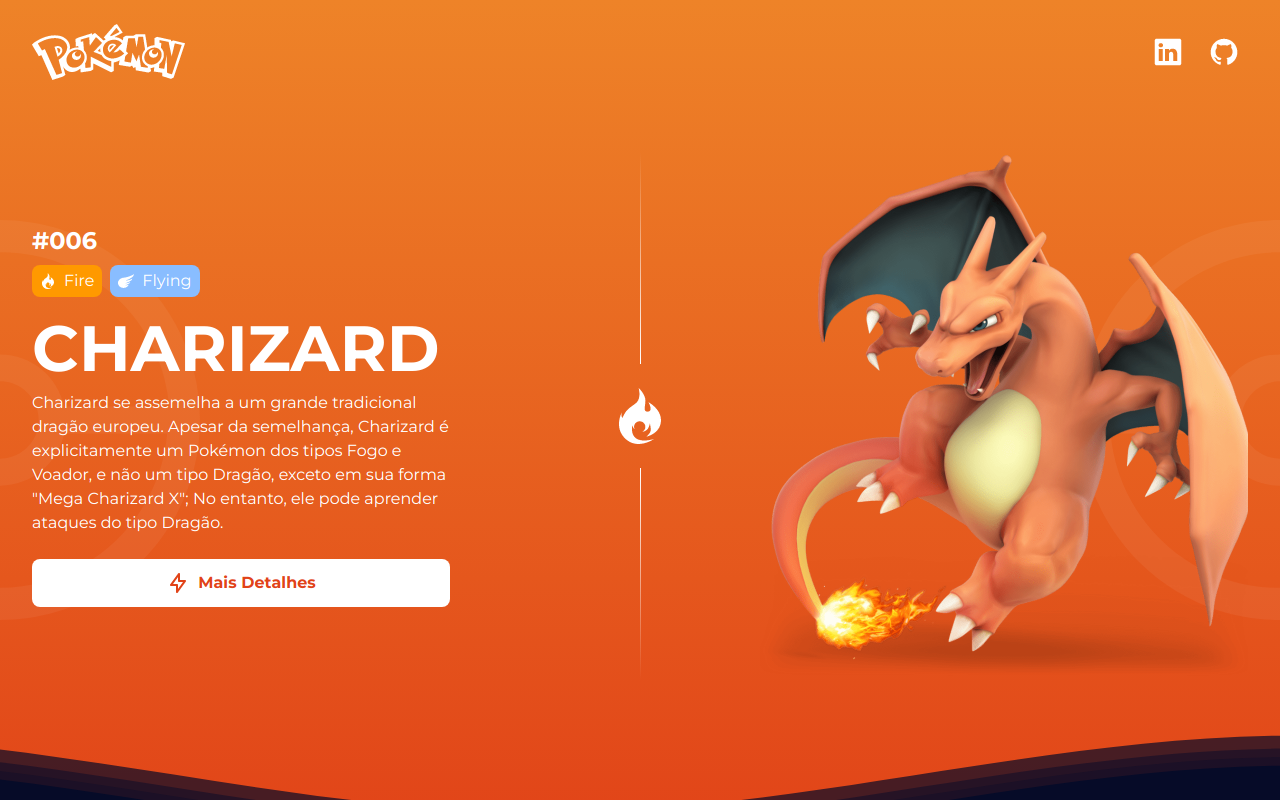 POKéMON
in
#006
Fire
Flying
CHARIZARD
Charizard se assemelha a um grande tradicional
dragão europeu. Apesar da semelhança, Charizard é
explicitamente um Pokémon dos tipos Fogo e
Voador, e não um tipo Dragão, exceto em sua forma
"Mega Charizard X"; No entanto, ele pode aprender
ataques do tipo Dragão.
Mais Detalhes